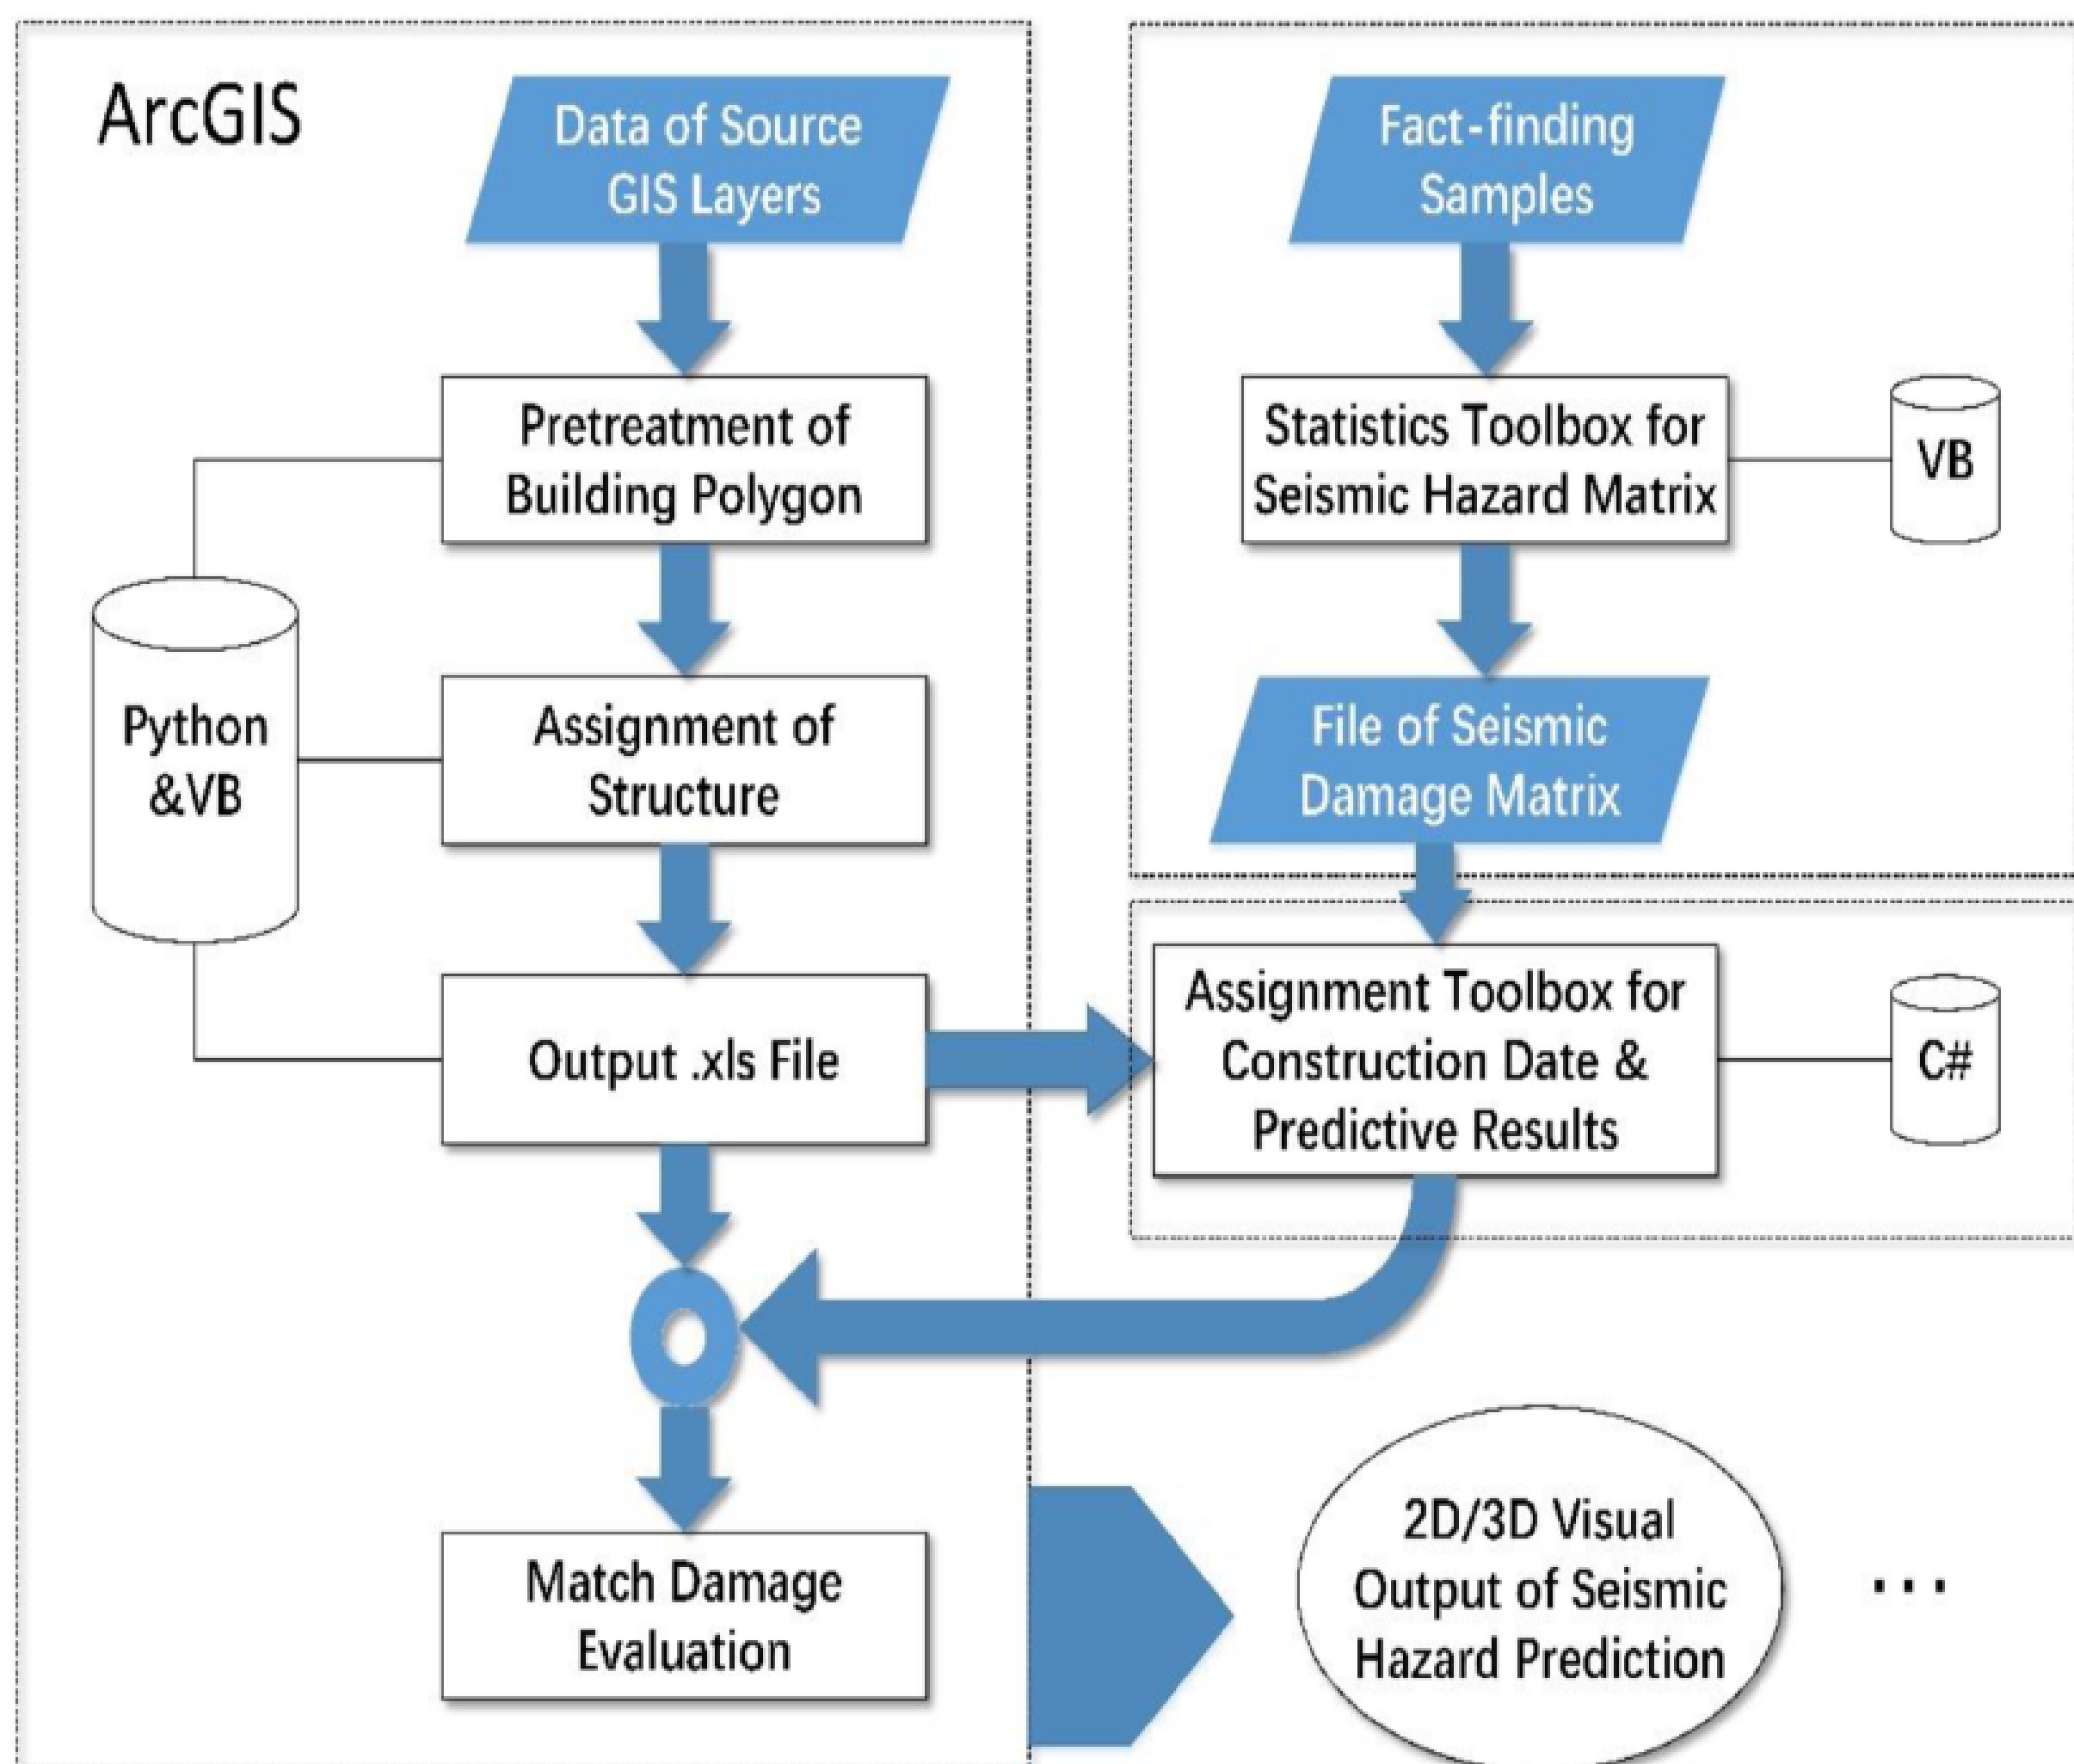 ArcGIS
Data of Source
GIS Layers
Pretreatment of
Building Polygon
Python
&VB
Assignment of
Structure
Output .xls File
Match Damage
Evaluation
Fact-finding
Samples
Statistics Toolbox for
Seismic Hazard Matrix
VB
File of Seismic
Damage Matrix
Assignment Toolbox for
Construction Date &
Predictive Results
C#
2D/3D Visual
Output of Seismic
Hazard Prediction
...